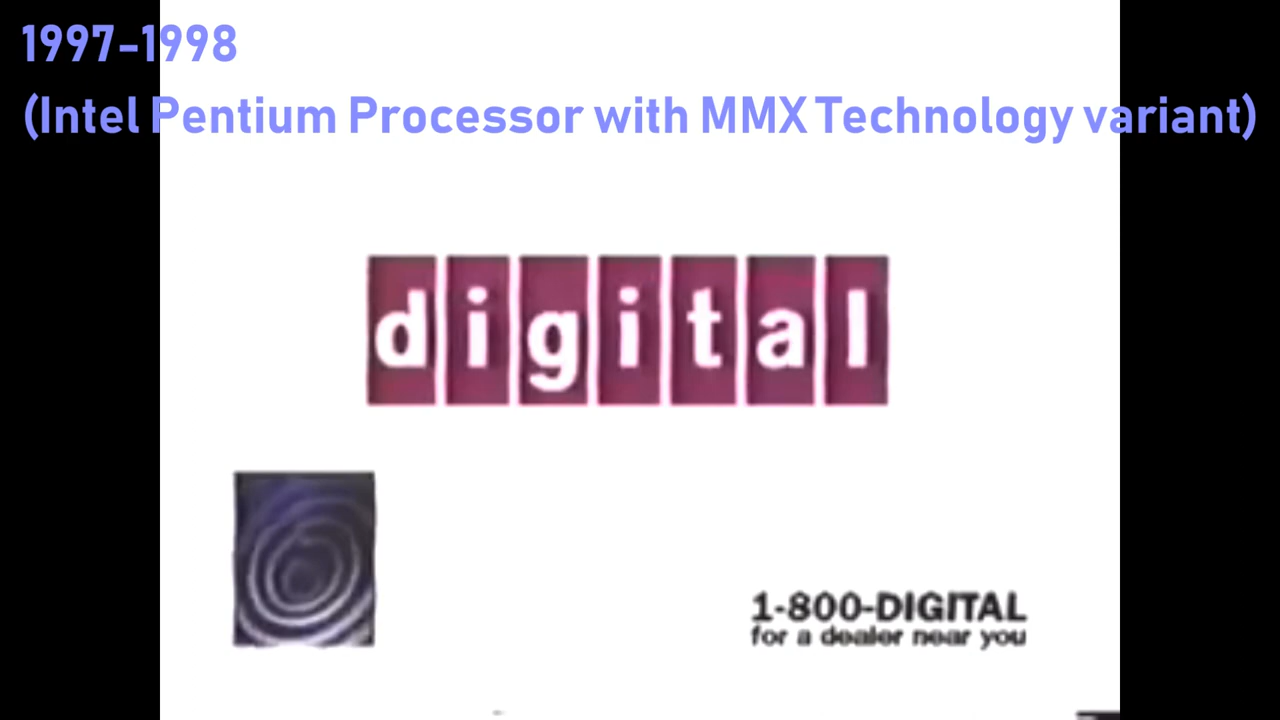 1997-1998
(Intel Pentium Processor with MMX Technology variant)
digital
1-800-DIGITAL
for a dealer near you